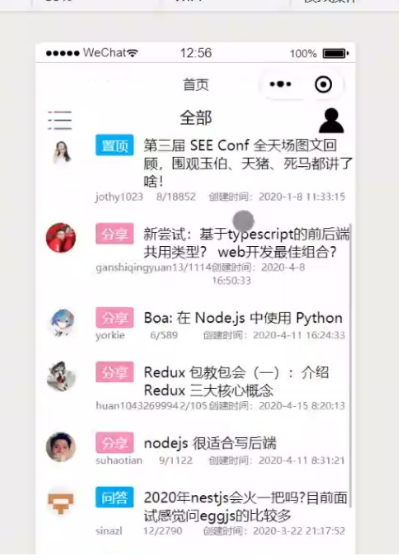 WeChat
12:56
100%
首页
全部
置顶
第三届 SEE Conf 全天场图文回
顾，围观玉伯、天猪、死马都讲了
啥！
jothy1023 8/18852 创建时间：2020-1-8 11:33:15
分享
新尝试：基于typescript的前后端
共用类型？ web开发最佳组合？
ganshiqingyuan13/1114创建时间：2020-4-8
16:50:33
分享
Boa: 在 Node.js 中使用 Python
yorkie 6/589 创建时间：2020-4-11 16:24:33
分享
Redux 包教包会（一）：介绍
Redux 三大核心概念
huan10432699942/105创建时间：2020-4-15 8:20:13
分享
nodejs 很适合写后端
suhaotian 9/1122 创建时间：2020-4-11 8:31:21
问答
2020年nestjs会火一把吗?目前面
试感觉问eggjs的比较多
sinazl 12/2790 创建时间：2020-3-22 21:17:52